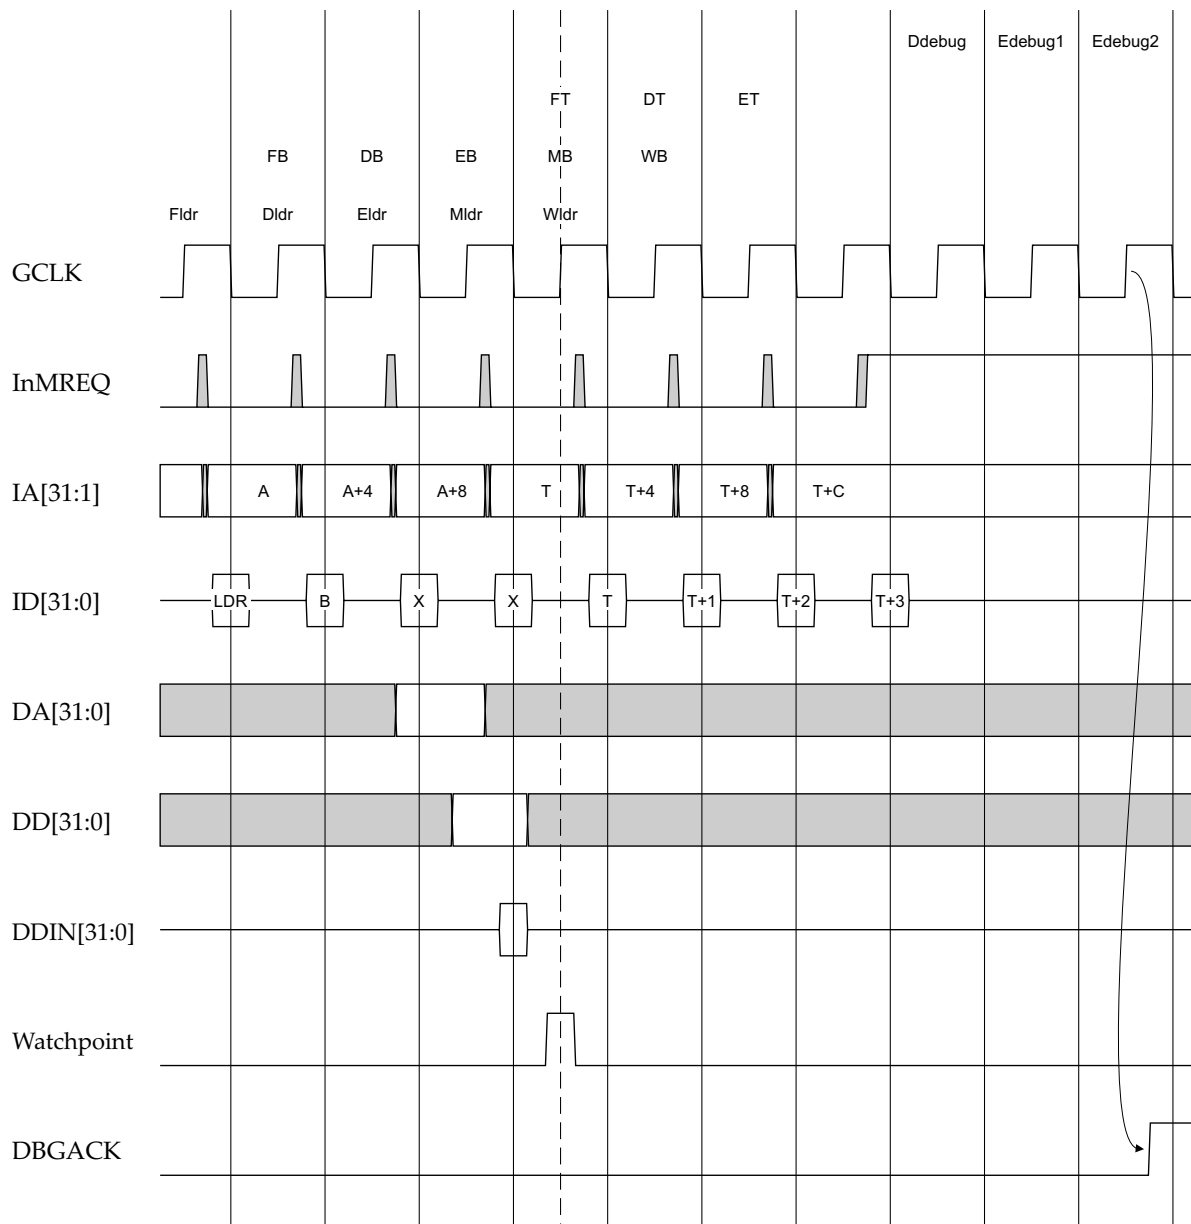 Ddebug Edebug1 Edebug2
FT DT ET
FB DB EB MB WB
Fldr Dldr Eldr Mldr Wldr
GCLK
InMREQ
IA[31:1] A A+4 A+8 T T+4 T+8 T+C
ID[31:0] LDR B X X T T+1 T+2 T+3
DA[31:0]
DD[31:0]
DDIN[31:0]
Watchpoint
DBGACK